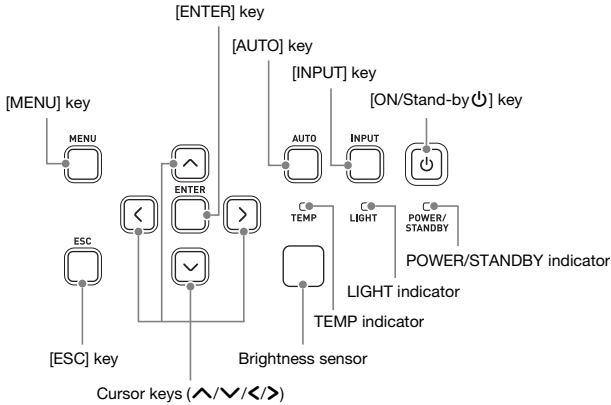 [ENTER] key
[AUTO] key
[INPUT] key
[MENU] key
[ON/Stand-by⏻] key
MENU
AUTO
INPUT
ENTER
TEMP
LIGHT
POWER/
STANDBY
ESC
POWER/STANDBY indicator
LIGHT indicator
TEMP indicator
[ESC] key
Brightness sensor
Cursor keys (∧/∨/</>)